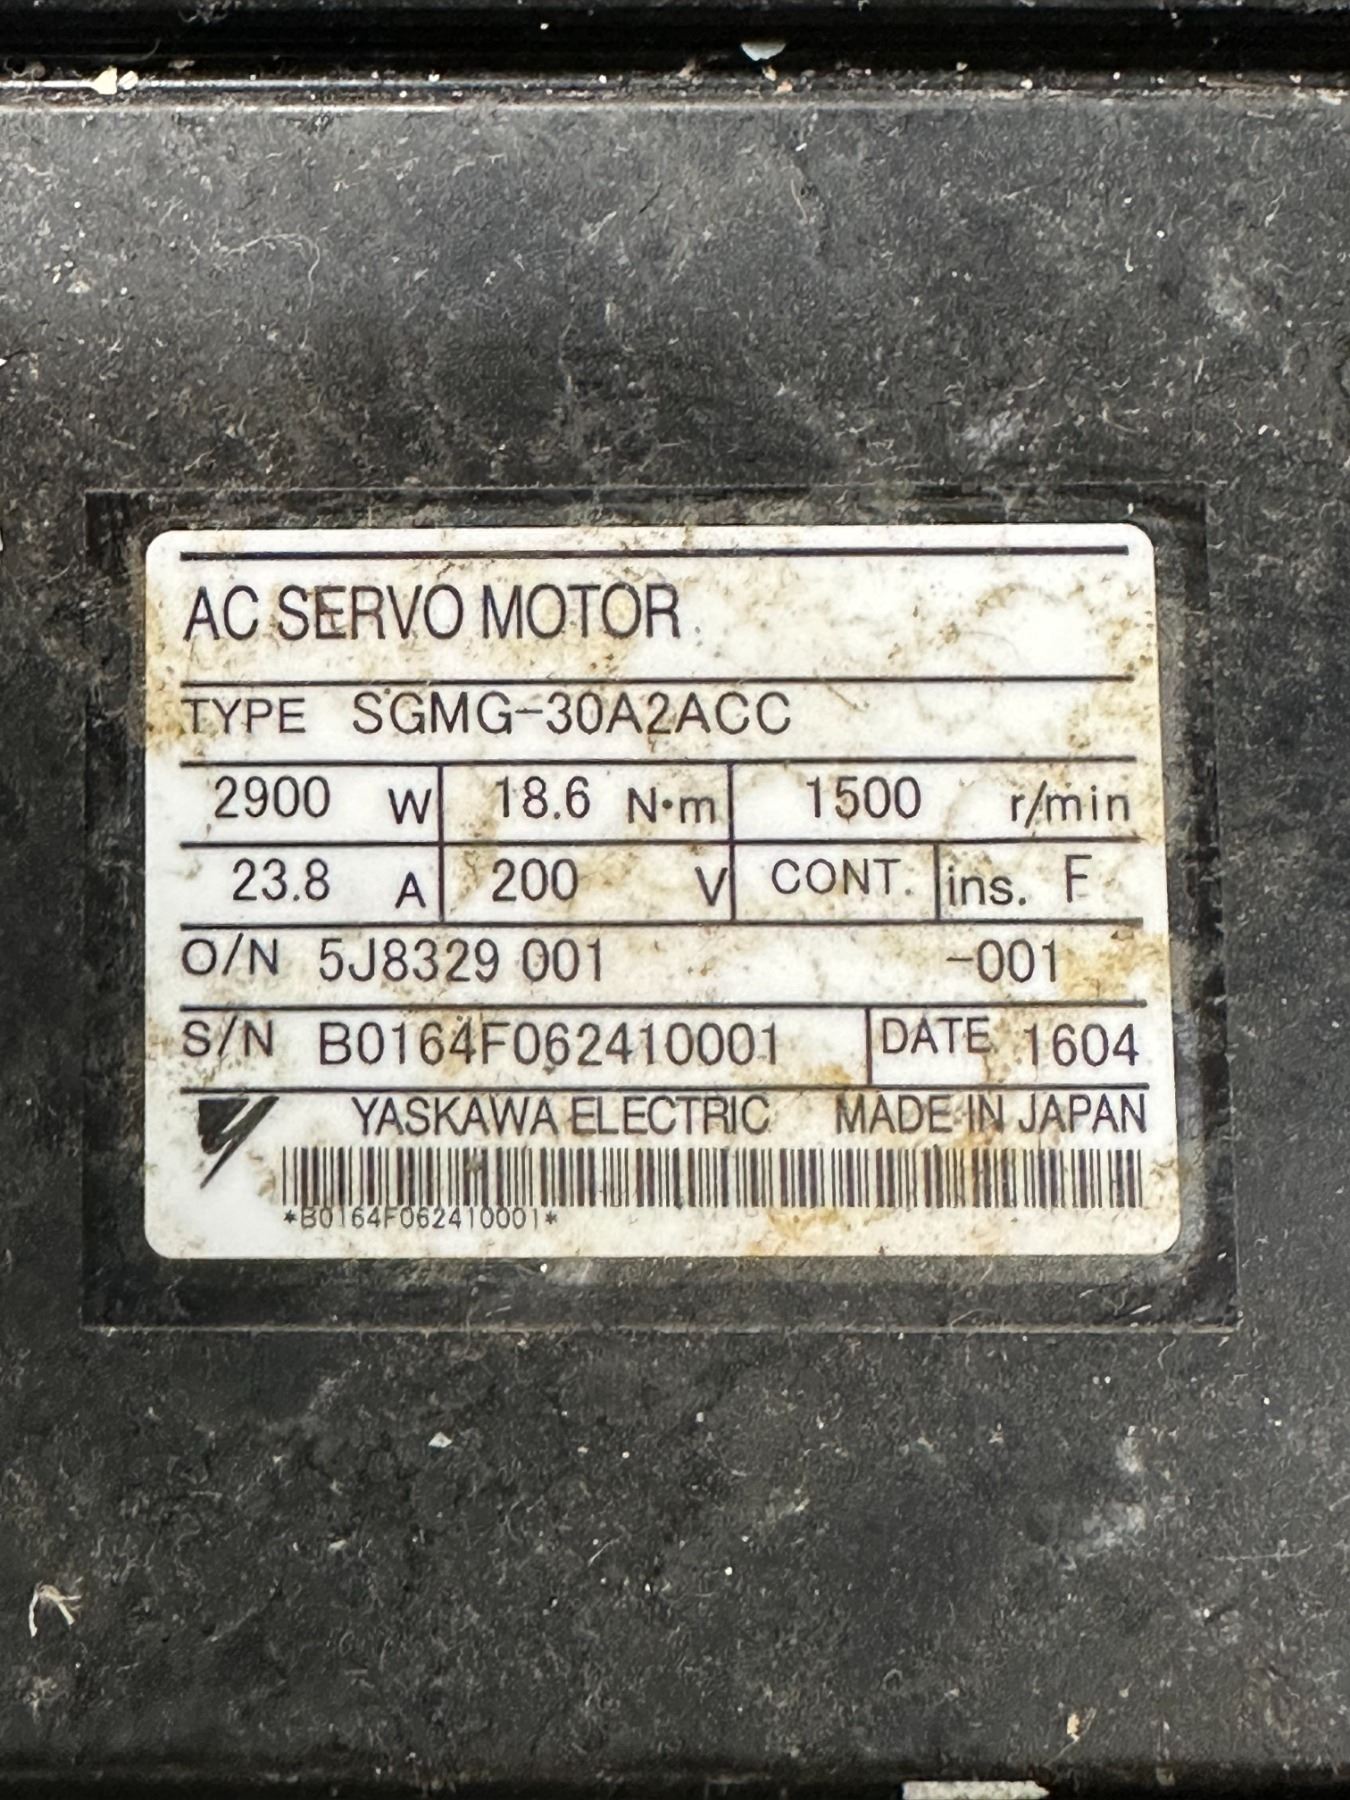 AC SERVO MOTOR
TYPE SGMG-30A2ACC
2900 W 18.6 N·m 1500 r/min
23.8 A 200 V CONT. ins. F
O/N 5J8329 001 -001
S/N B0164F062410001 DATE 1604
YASKAWA ELECTRIC MADE IN JAPAN
*B0164F062410001*